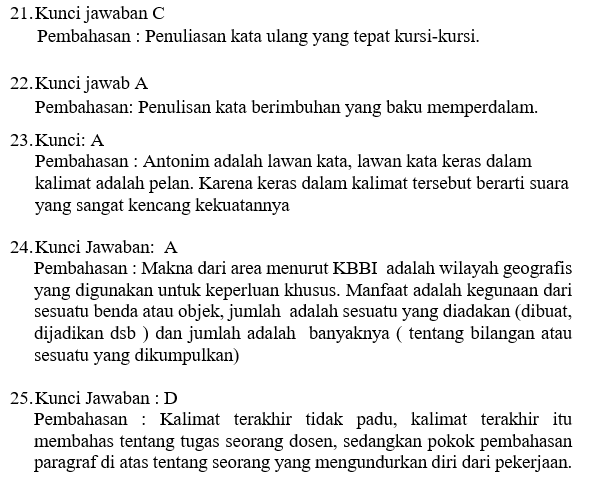 21. Kunci jawaban C
Pembahasan : Penuliasan kata ulang yang tepat kursi-kursi.
22. Kunci jawab A
Pembahasan: Penulisan kata berimbuhan yang baku memperdalam.
23. Kunci: A
Pembahasan : Antonim adalah lawan kata, lawan kata keras dalam
kalimat adalah pelan. Karena keras dalam kalimat tersebut berarti suara
yang sangat kencang kekuatannya
24. Kunci Jawaban: A
Pembahasan : Makna dari area menurut KBBI adalah wilayah geografis
yang digunakan untuk keperluan khusus. Manfaat adalah kegunaan dari
sesuatu benda atau objek, jumlah adalah sesuatu yang diadakan (dibuat,
dijadikan dsb ) dan jumlah adalah banyaknya ( tentang bilangan atau
sesuatu yang dikumpulkan)
25. Kunci Jawaban : D
Pembahasan : Kalimat terakhir tidak padu, kalimat terakhir itu
membahas tentang tugas seorang dosen, sedangkan pokok pembahasan
paragraf di atas tentang seorang yang mengundurkan diri dari pekerjaan.